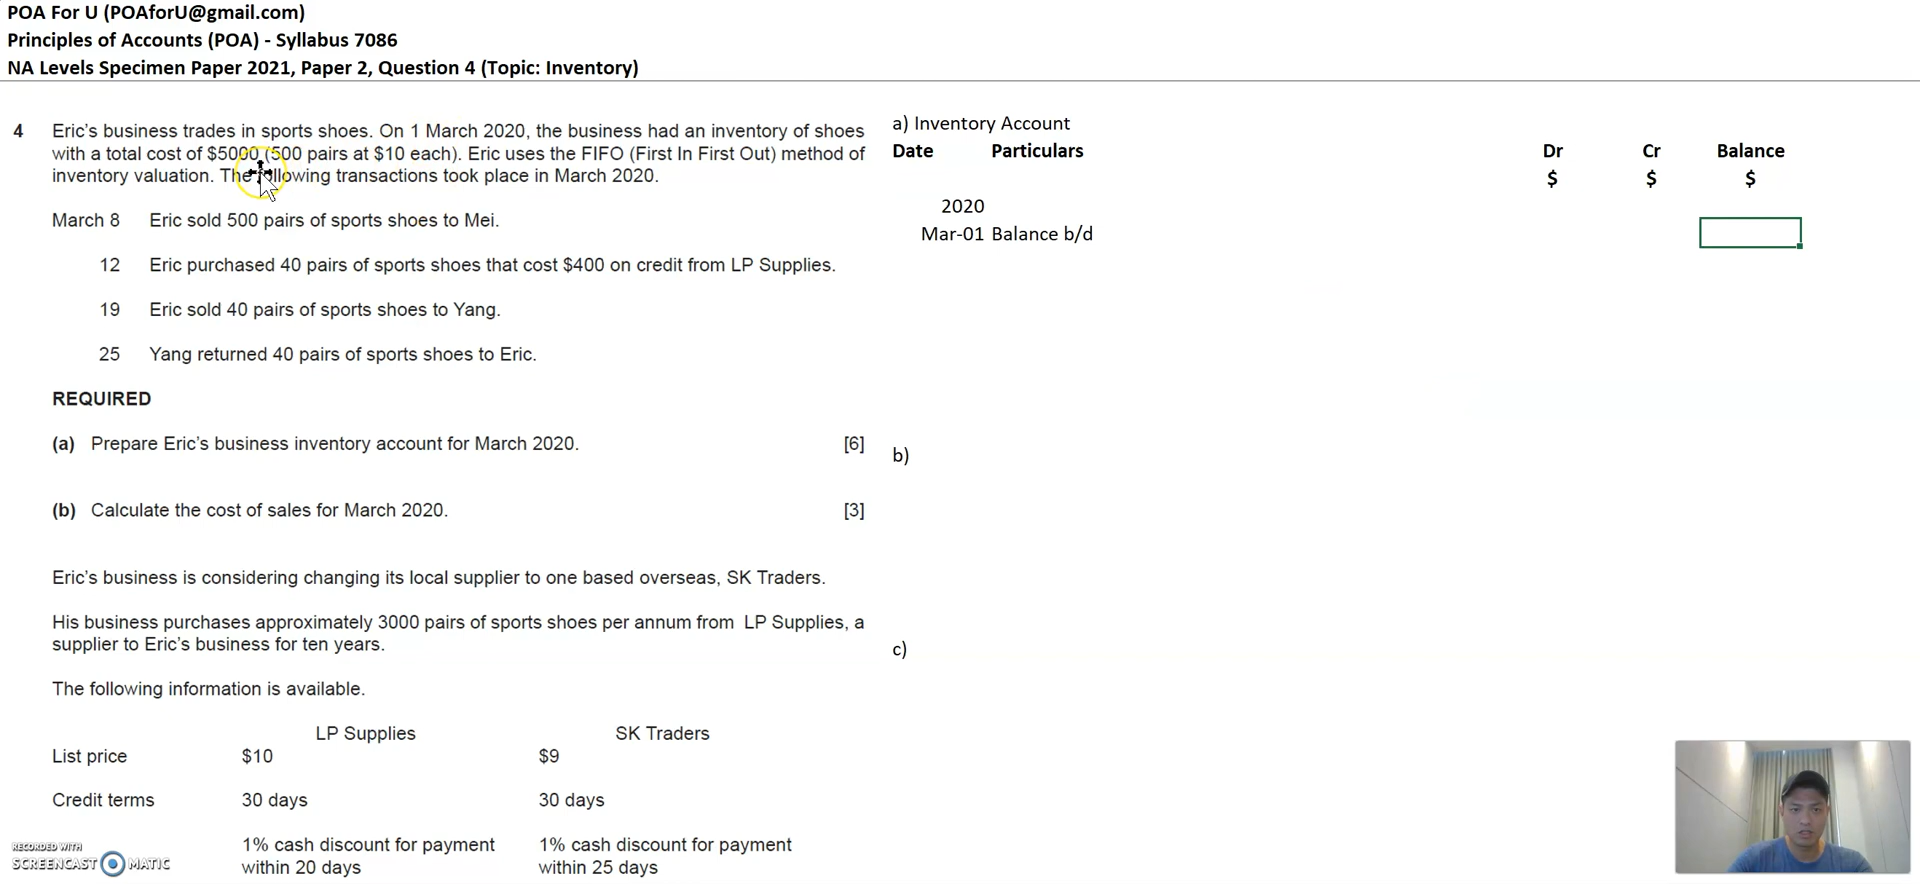 POA For U (POAforU@gmail.com)
Principles of Accounts (POA) - Syllabus 7086
NA Levels Specimen Paper 2021, Paper 2, Question 4 (Topic: Inventory)
4 Eric's business trades in sports shoes. On 1 March 2020, the business had an inventory of shoes
with a total cost of $5000 (500 pairs at $10 each). Eric uses the FIFO (First In First Out) method of
inventory valuation. The following transactions took place in March 2020.
March 8 Eric sold 500 pairs of sports shoes to Mei.
12 Eric purchased 40 pairs of sports shoes that cost $400 on credit from LP Supplies.
19 Eric sold 40 pairs of sports shoes to Yang.
25 Yang returned 40 pairs of sports shoes to Eric.
REQUIRED
(a) Prepare Eric's business inventory account for March 2020. [6]
(b) Calculate the cost of sales for March 2020. [3]
Eric's business is considering changing its local supplier to one based overseas, SK Traders.
His business purchases approximately 3000 pairs of sports shoes per annum from LP Supplies, a
supplier to Eric's business for ten years.
The following information is available.
LP Supplies SK Traders
List price $10 $9
Credit terms 30 days 30 days
1% cash discount for payment 1% cash discount for payment
within 20 days within 25 days
a) Inventory Account
Date Particulars Dr Cr Balance
$ $ $
2020
Mar-01 Balance b/d
b)
c)
RECORDED WITH
SCREENCAST MATIC